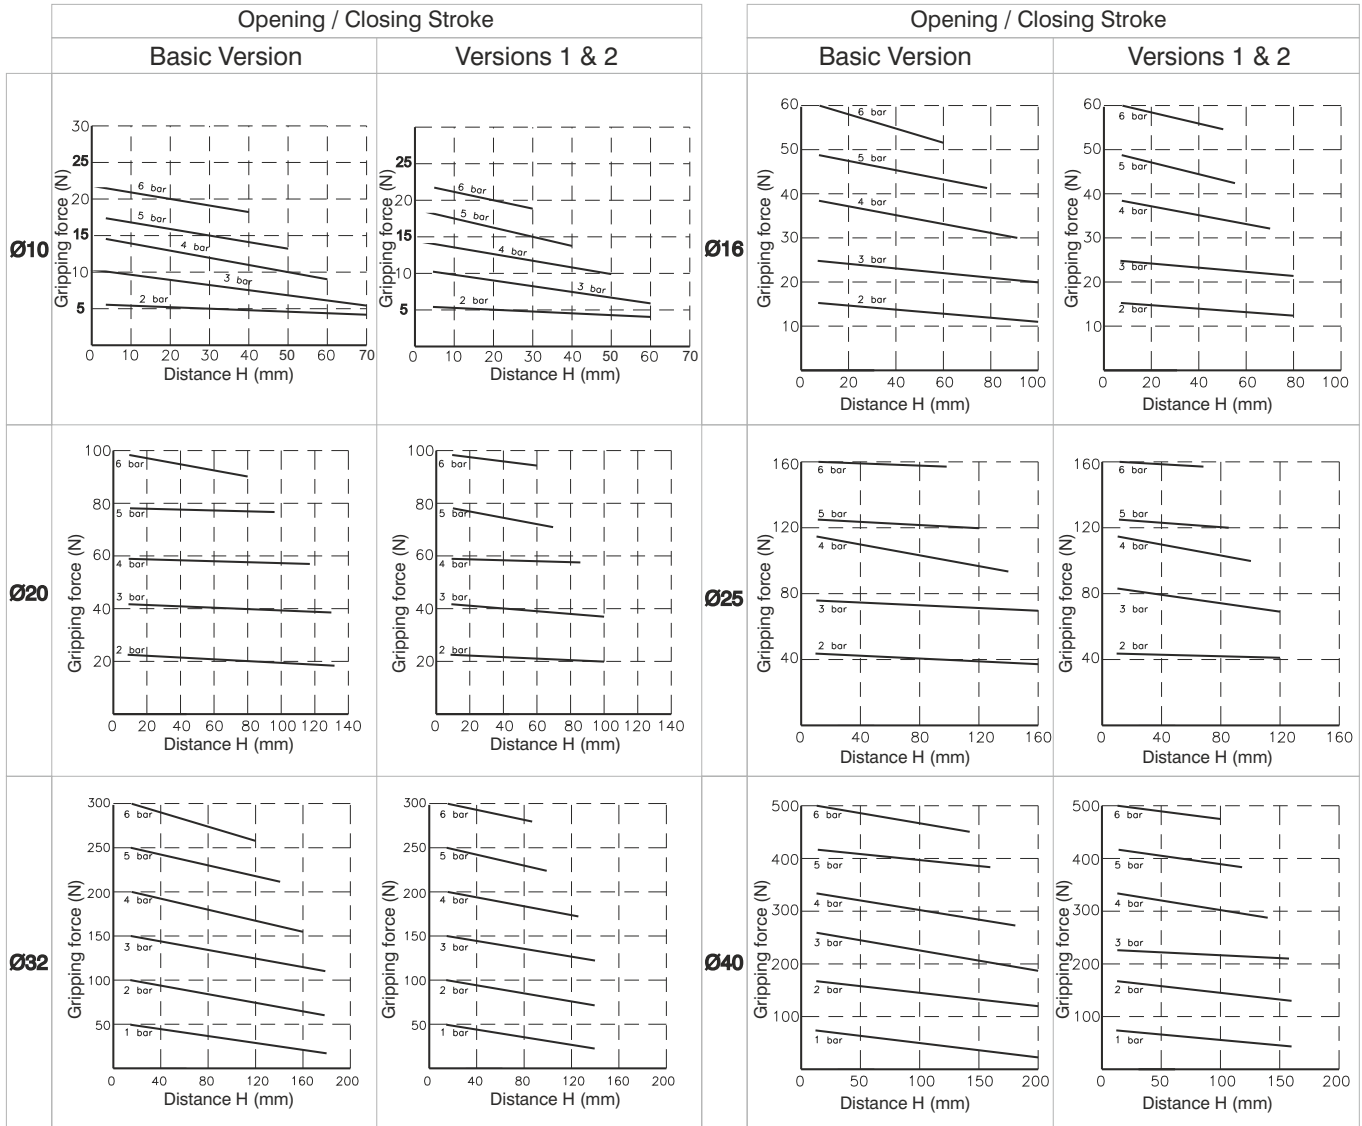 Opening / Closing Stroke
Opening / Closing Stroke
Basic Version
Versions 1 & 2
Basic Version
Versions 1 & 2
Ø10
Gripping force (N)
30
25
20
15
10
5
6 bar
5 bar
4 bar
3 bar
2 bar
0 10 20 30 40 50 60 70
Distance H (mm)
Gripping force (N)
25
20
15
10
5
6 bar
5 bar
4 bar
3 bar
2 bar
0 10 20 30 40 50 60 70
Distance H (mm)
Ø16
Gripping force (N)
60
50
40
30
20
10
6 bar
5 bar
4 bar
3 bar
2 bar
0 20 40 60 80 100
Distance H (mm)
Gripping force (N)
60
50
40
30
20
10
6 bar
5 bar
4 bar
3 bar
2 bar
0 20 40 60 80 100
Distance H (mm)
Ø20
Gripping force (N)
100
80
60
40
20
6 bar
5 bar
4 bar
3 bar
2 bar
0 20 40 60 80 100 120 140
Distance H (mm)
Gripping force (N)
100
80
60
40
20
6 bar
5 bar
4 bar
3 bar
2 bar
0 20 40 60 80 100 120 140
Distance H (mm)
Ø25
Gripping force (N)
160
120
80
40
6 bar
5 bar
4 bar
3 bar
2 bar
0 40 80 120 160
Distance H (mm)
Gripping force (N)
160
120
80
40
6 bar
5 bar
4 bar
3 bar
2 bar
0 40 80 120 160
Distance H (mm)
Ø32
Gripping force (N)
300
250
200
150
100
50
6 bar
5 bar
4 bar
3 bar
2 bar
1 bar
0 40 80 120 160 200
Distance H (mm)
Gripping force (N)
300
250
200
150
100
50
6 bar
5 bar
4 bar
3 bar
2 bar
1 bar
0 40 80 120 160 200
Distance H (mm)
Ø40
Gripping force (N)
500
400
300
200
100
6 bar
5 bar
4 bar
3 bar
2 bar
1 bar
0 50 100 150 200
Distance H (mm)
Gripping force (N)
500
400
300
200
100
6 bar
5 bar
4 bar
3 bar
2 bar
1 bar
0 50 100 150 200
Distance H (mm)